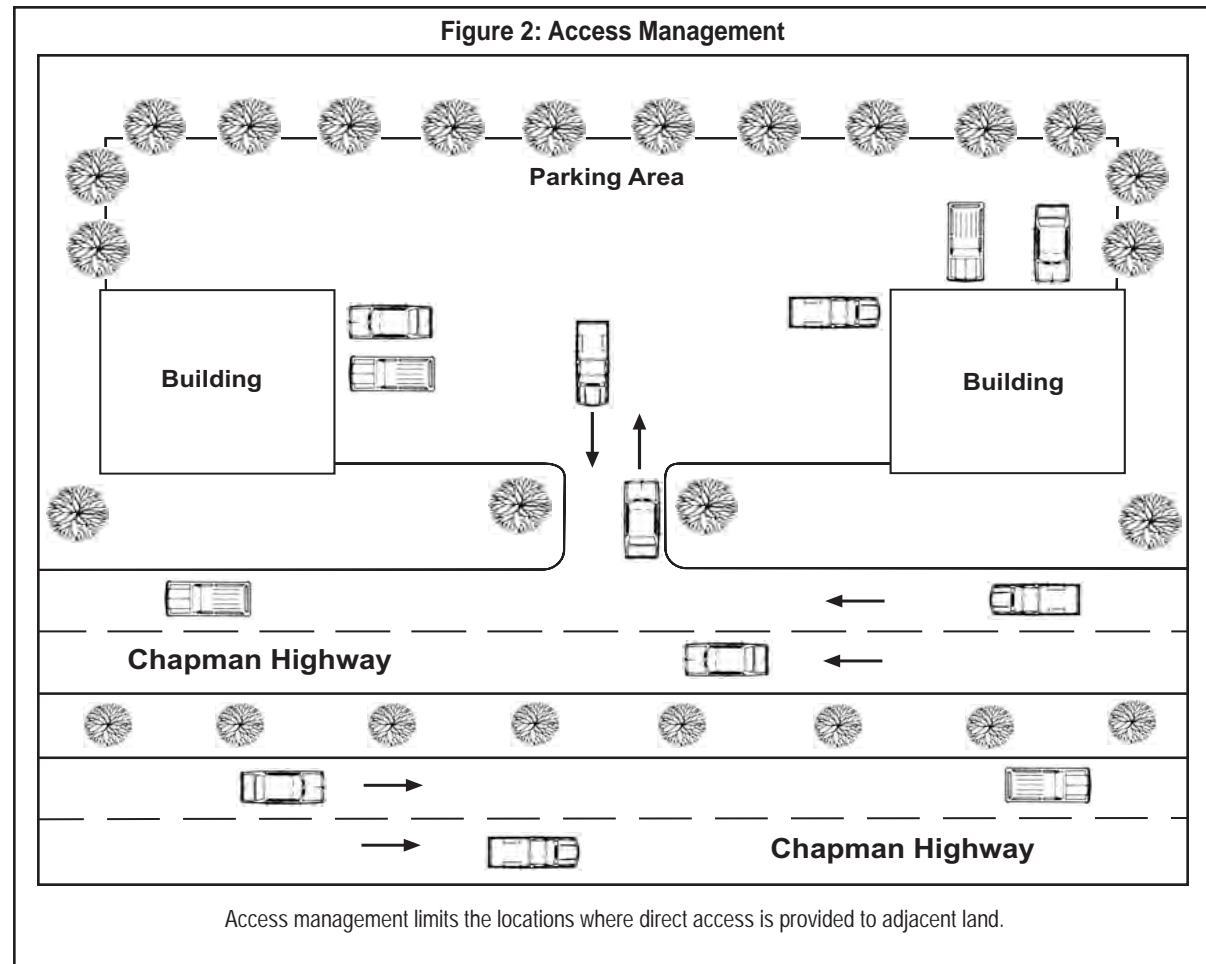 Figure 2: Access Management
Parking Area
Building
Building
Chapman Highway
Chapman Highway
Access management limits the locations where direct access is provided to adjacent land.